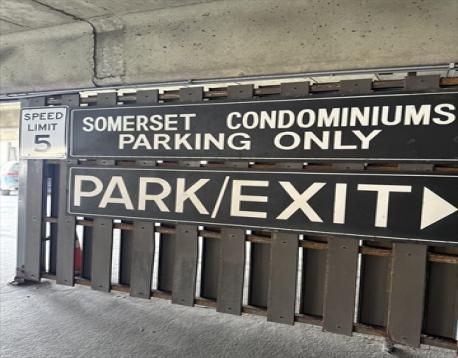 SPEED
LIMIT
5
SOMERSET CONDOMINIUMS
PARKING ONLY
PARK/EXIT